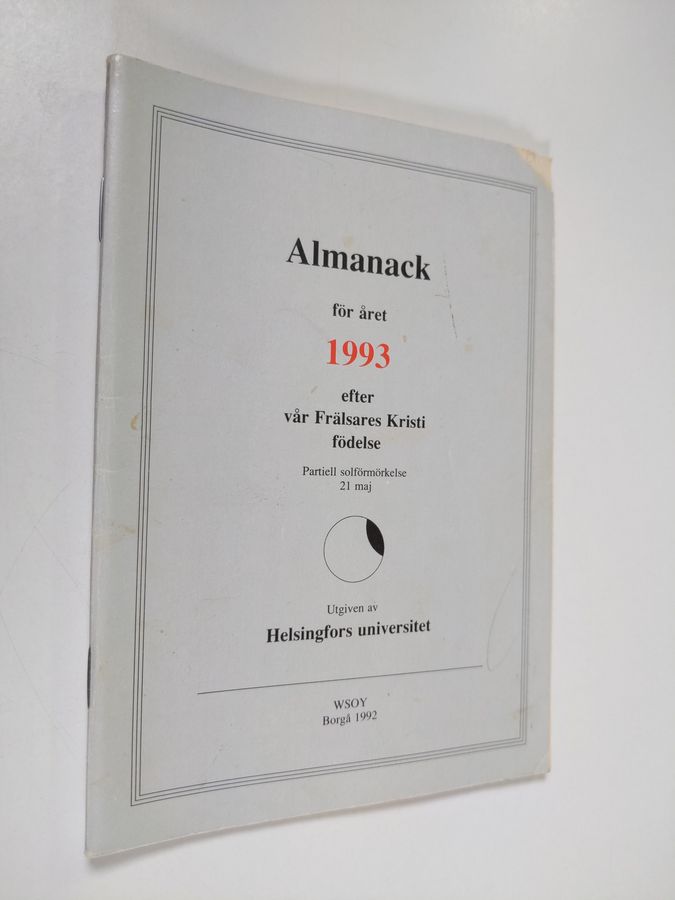 Almanack
för året
1993
efter
vår Frälsares Kristi
födelse
Partiell solförmörkelse
21 maj
Utgiven av
Helsingfors universitet
WSOY
Borgå 1992